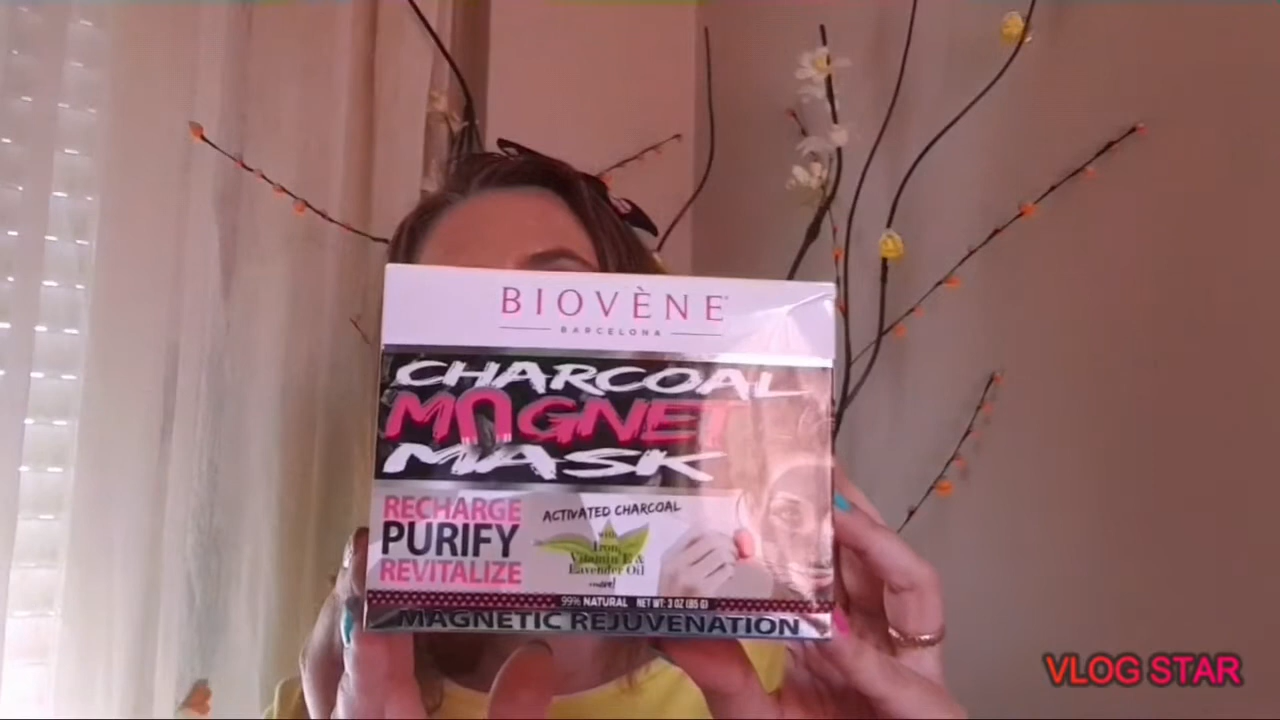 BIOVÈNE
BARCELONA
CHARCOAL
MAGNET
MASK
RECHARGE
PURIFY
REVITALIZE
ACTIVATED CHARCOAL
with
Iron,
Vitamin E &
Lavender Oil
+more!
99% NATURAL NET WT: 3 OZ (85 G)
MAGNETIC REJUVENATION
VLOG STAR